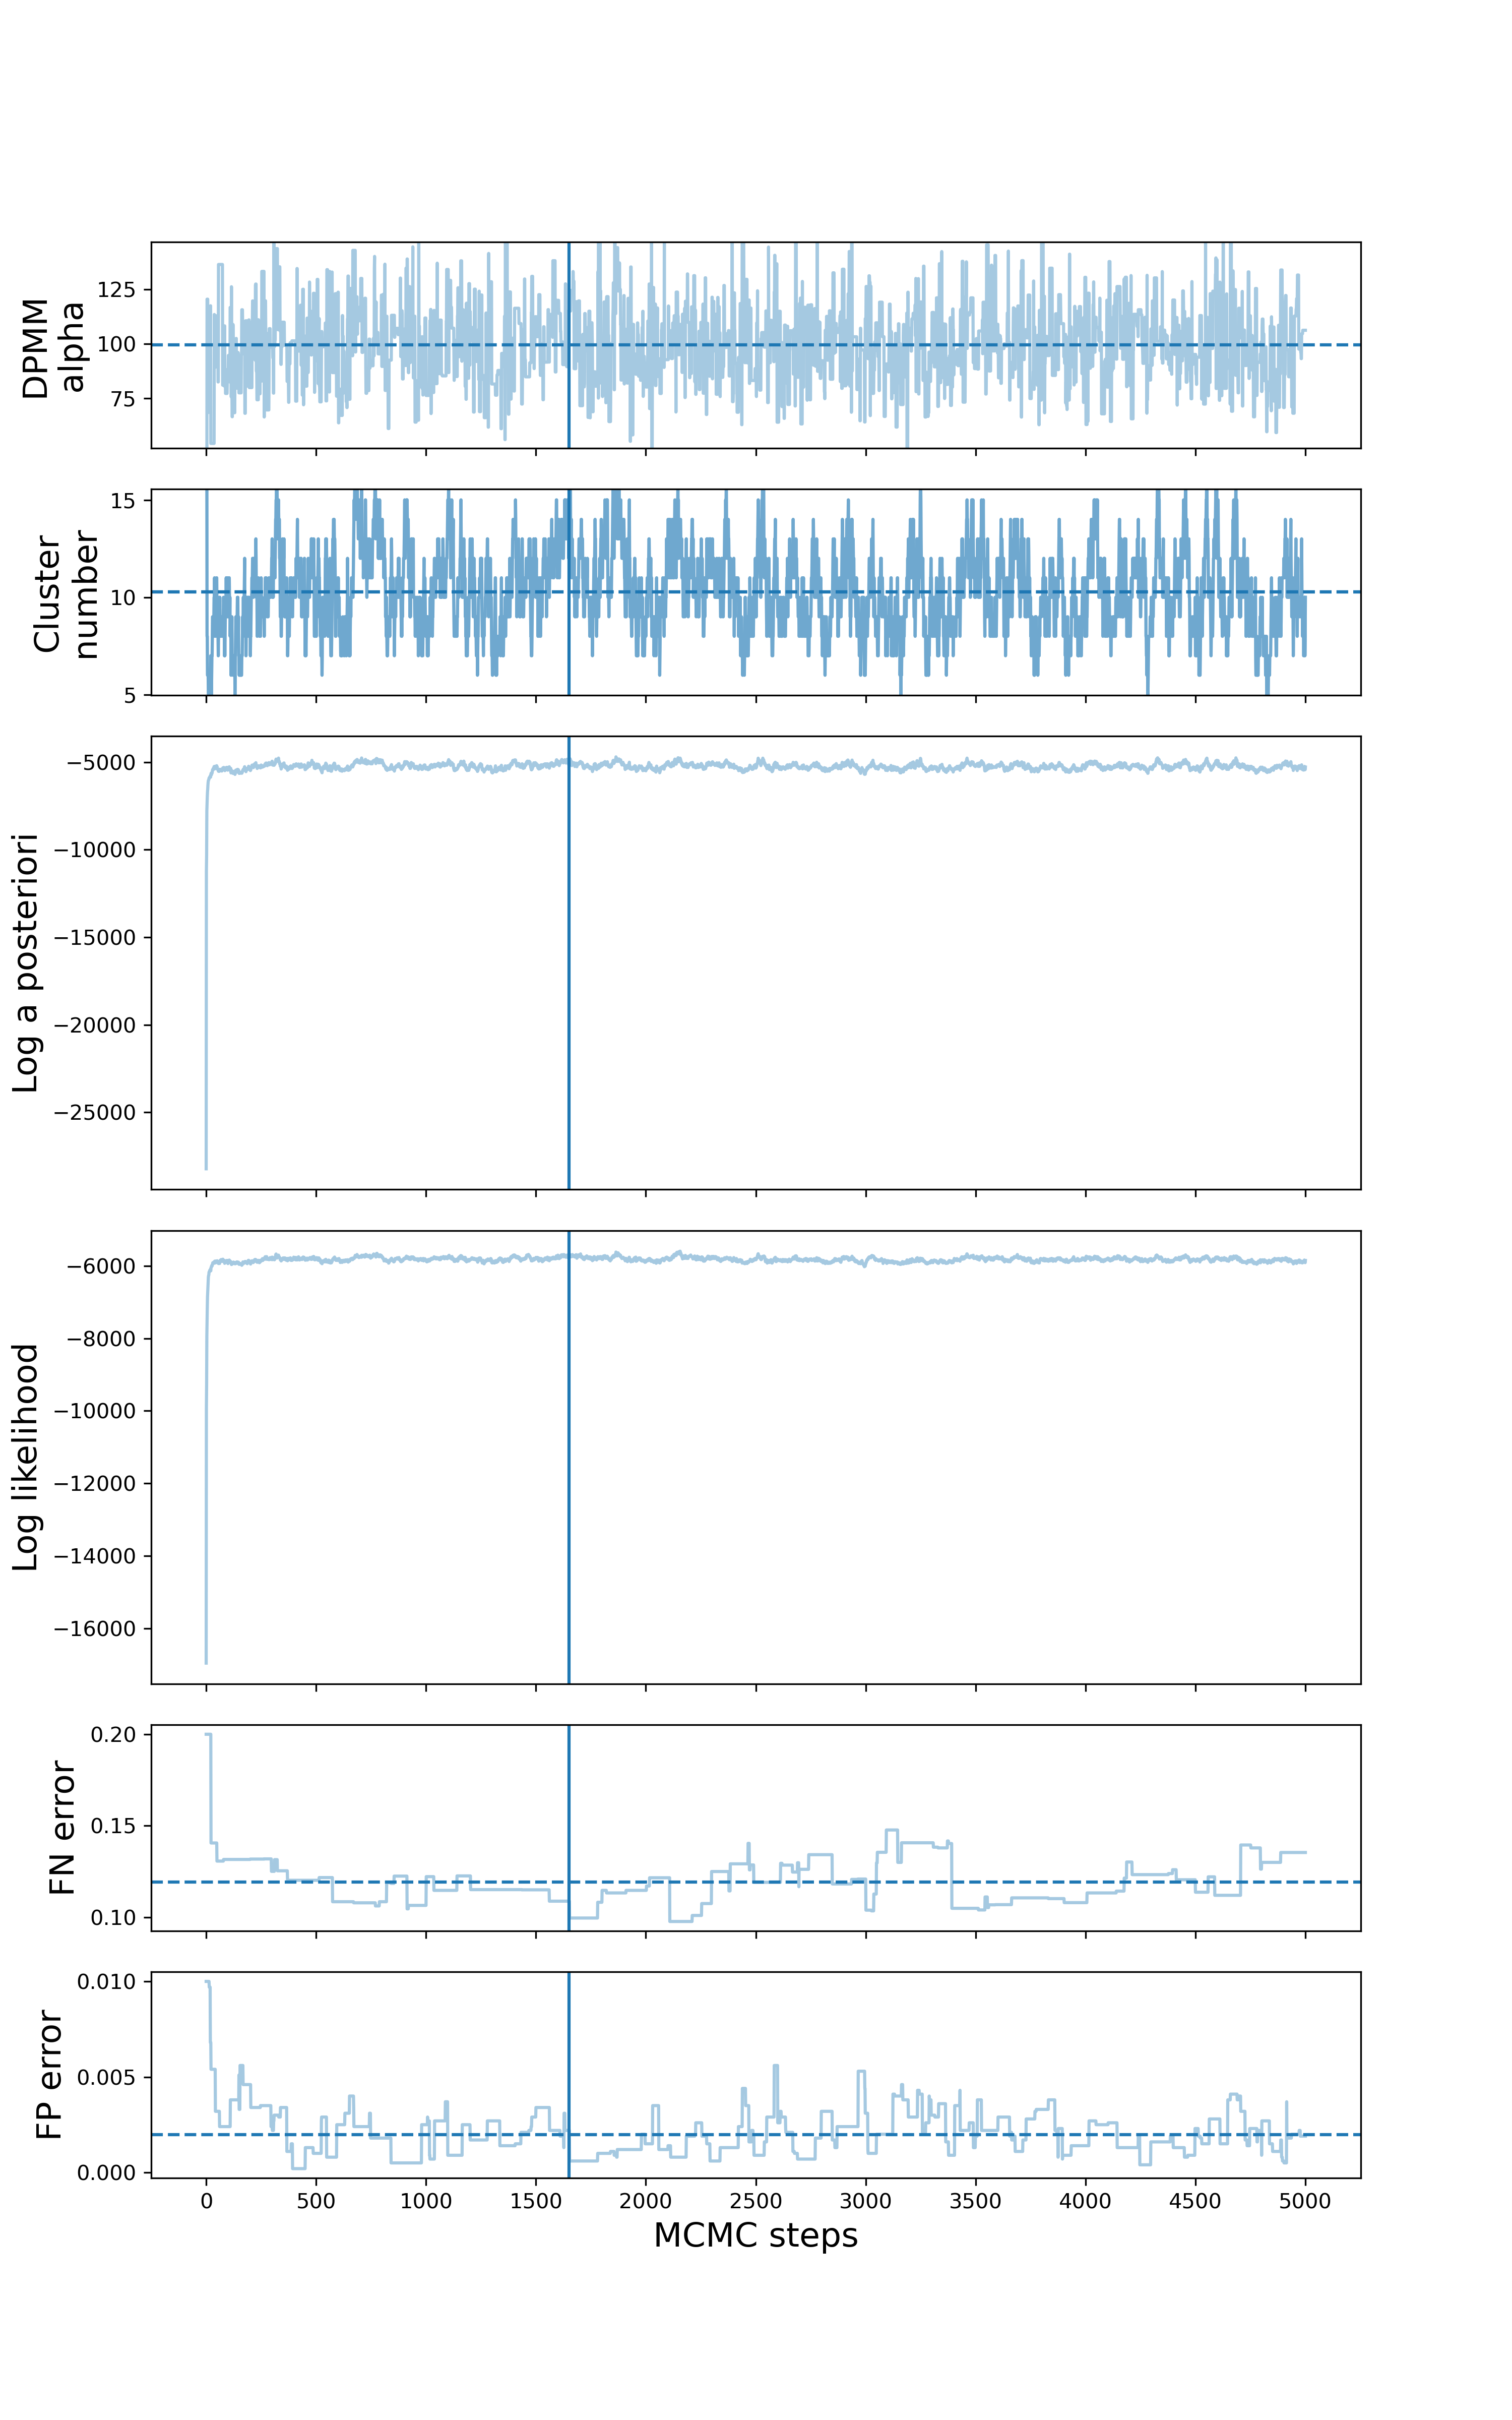 DPMM
alpha
125
100
75
Cluster
number
15
10
5
Log a posteriori
−5000
−10000
−15000
−20000
−25000
Log likelihood
−6000
−8000
−10000
−12000
−14000
−16000
FN error
0.20
0.15
0.10
FP error
0.010
0.005
0.000
0 500 1000 1500 2000 2500 3000 3500 4000 4500 5000
MCMC steps